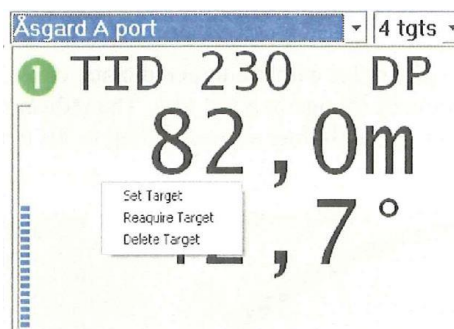 Åsgard A port 4 tgts
1 TID 230 DP
82,0m
Set Target
Reaquire Target
Delete Target
,7°